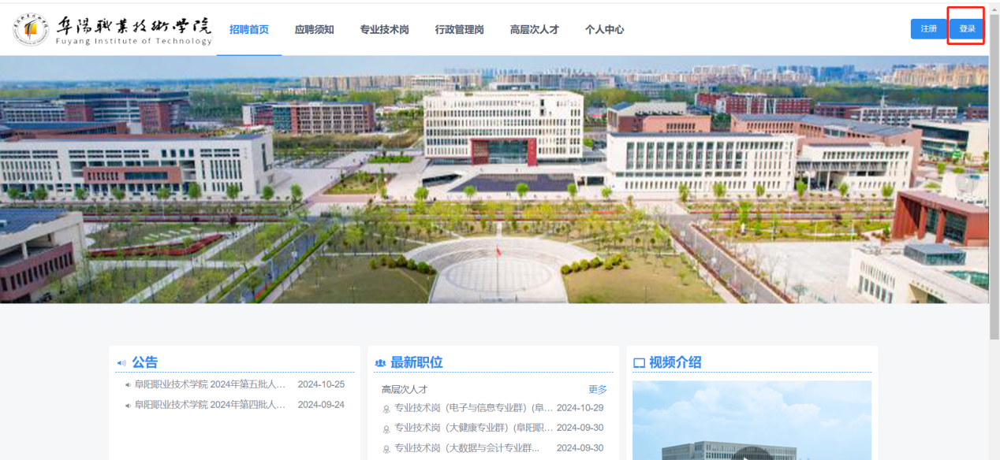 阜陽職業技術学院
Fuyang Institute of Technology
招聘首页 应聘须知 专业技术岗 行政管理岗 高层次人才 个人中心
注册 登录
公告
阜阳职业技术学院 2024年第五批人... 2024-10-25
阜阳职业技术学院 2024年第四批人... 2024-09-24
最新职位
高层次人才 更多
专业技术岗（电子与信息专业群）(阜... 2024-10-29
专业技术岗（大健康专业群）(阜阳职... 2024-09-30
专业技术岗（大数据与会计专业群... 2024-09-30
视频介绍